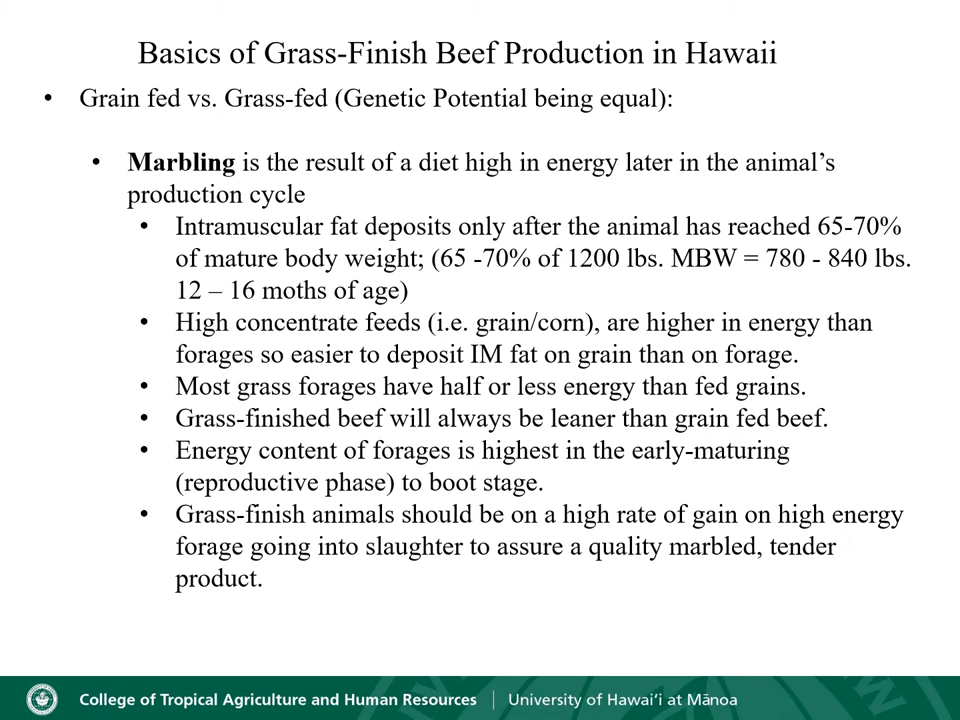 Basics of Grass-Finish Beef Production in Hawaii
• Grain fed vs. Grass-fed (Genetic Potential being equal):
• Marbling is the result of a diet high in energy later in the animal’s
production cycle
• Intramuscular fat deposits only after the animal has reached 65-70%
of mature body weight; (65 -70% of 1200 lbs. MBW = 780 - 840 lbs.
12 – 16 moths of age)
• High concentrate feeds (i.e. grain/corn), are higher in energy than
forages so easier to deposit IM fat on grain than on forage.
• Most grass forages have half or less energy than fed grains.
• Grass-finished beef will always be leaner than grain fed beef.
• Energy content of forages is highest in the early-maturing
(reproductive phase) to boot stage.
• Grass-finish animals should be on a high rate of gain on high energy
forage going into slaughter to assure a quality marbled, tender
product.
College of Tropical Agriculture and Human Resources | University of Hawai‘i at Mānoa